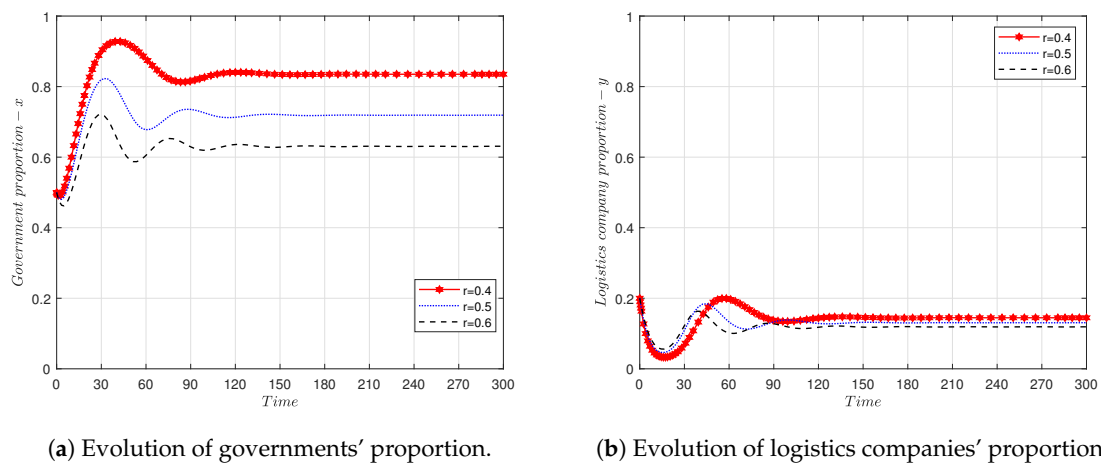 1
0.8
0.6
0.4
0.2
0
0 30 60 90 120 150 180 210 240 270 300
Time
Government proportion − x
r=0.4
r=0.5
r=0.6
(a) Evolution of governments’ proportion.
1
0.8
0.6
0.4
0.2
0
0 30 60 90 120 150 180 210 240 270 300
Time
Logistics company proportion − y
r=0.4
r=0.5
r=0.6
(b) Evolution of logistics companies’ proportion